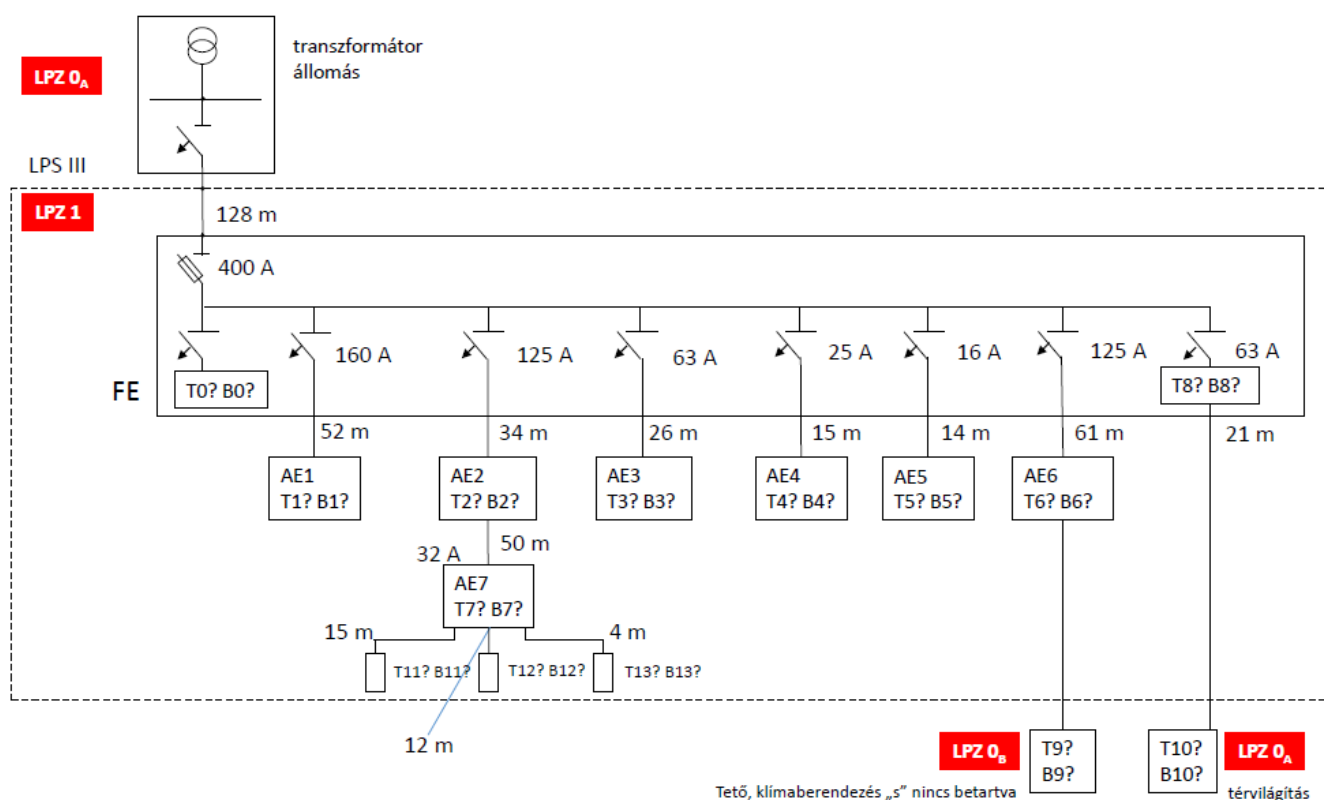 transzformátor
állomás
LPZ 0A
LPS III
LPZ 1
128 m
400 A
160 A
125 A
63 A
25 A
16 A
125 A
63 A
T0? B0?
T8? B8?
FE
52 m
34 m
26 m
15 m
14 m
61 m
21 m
AE1
T1? B1?
AE2
T2? B2?
AE3
T3? B3?
AE4
T4? B4?
AE5
T5? B5?
AE6
T6? B6?
32 A
50 m
AE7
T7? B7?
15 m
4 m
T11? B11?
T12? B12?
T13? B13?
12 m
LPZ 0B
T9?
B9?
T10?
B10?
LPZ 0A
Tető, klímaberendezés „s” nincs betartva
térvilágítás